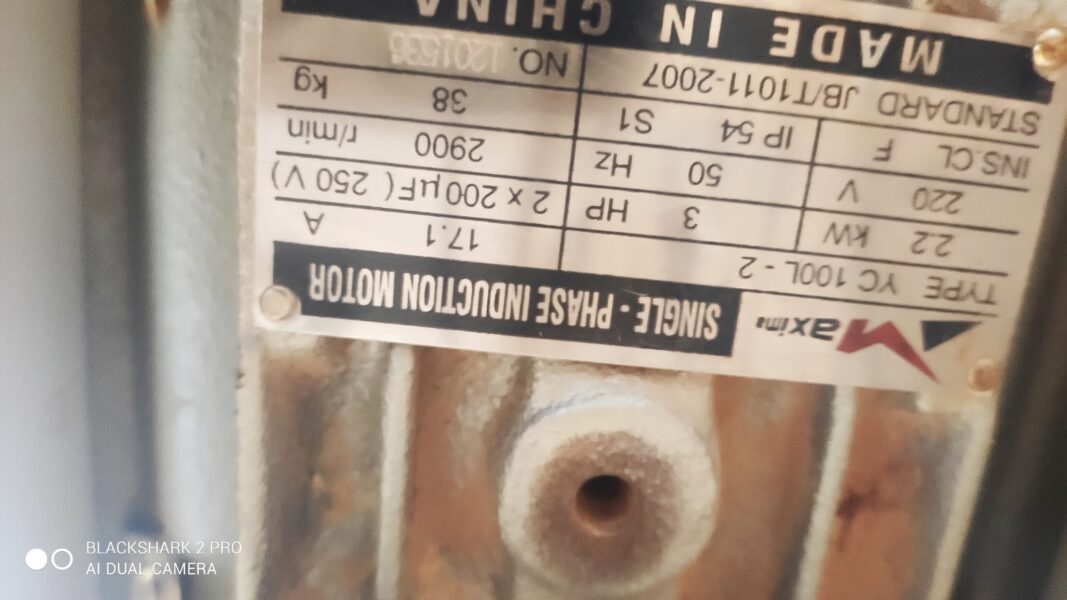 Maxima SINGLE - PHASE INDUCTION MOTOR
TYPE YC 100L - 2 17.1 A
2.2 kW 3 HP 2 x 200µF ( 250 V)
220 V 50 Hz 2900 r/min
INS.CL F IP 54 S1 38 kg
STANDARD JB/T1011-2007 NO. 1201536
MADE IN CHINA
BLACKSHARK 2 PRO
AI DUAL CAMERA